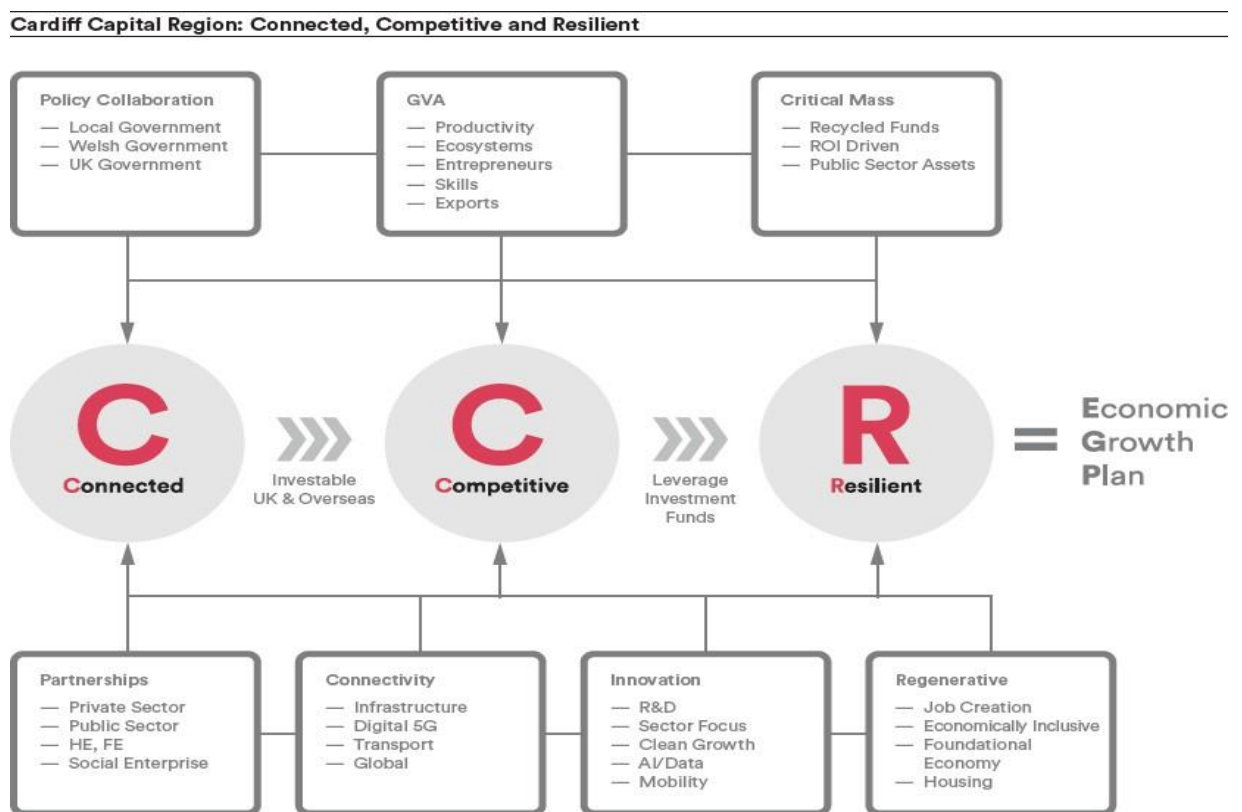 Cardiff Capital Region: Connected, Competitive and Resilient
Policy Collaboration
— Local Government
— Welsh Government
— UK Government
GVA
— Productivity
— Ecosystems
— Entrepreneurs
— Skills
— Exports
Critical Mass
— Recycled Funds
— ROI Driven
— Public Sector Assets
C
Connected
Investable
UK & Overseas
C
Competitive
Leverage
Investment
Funds
R
Resilient
=
Economic
Growth
Plan
Partnerships
— Private Sector
— Public Sector
— HE, FE
— Social Enterprise
Connectivity
— Infrastructure
— Digital 5G
— Transport
— Global
Innovation
— R&D
— Sector Focus
— Clean Growth
— AI/Data
— Mobility
Regenerative
— Job Creation
— Economically Inclusive
— Foundational
Economy
— Housing